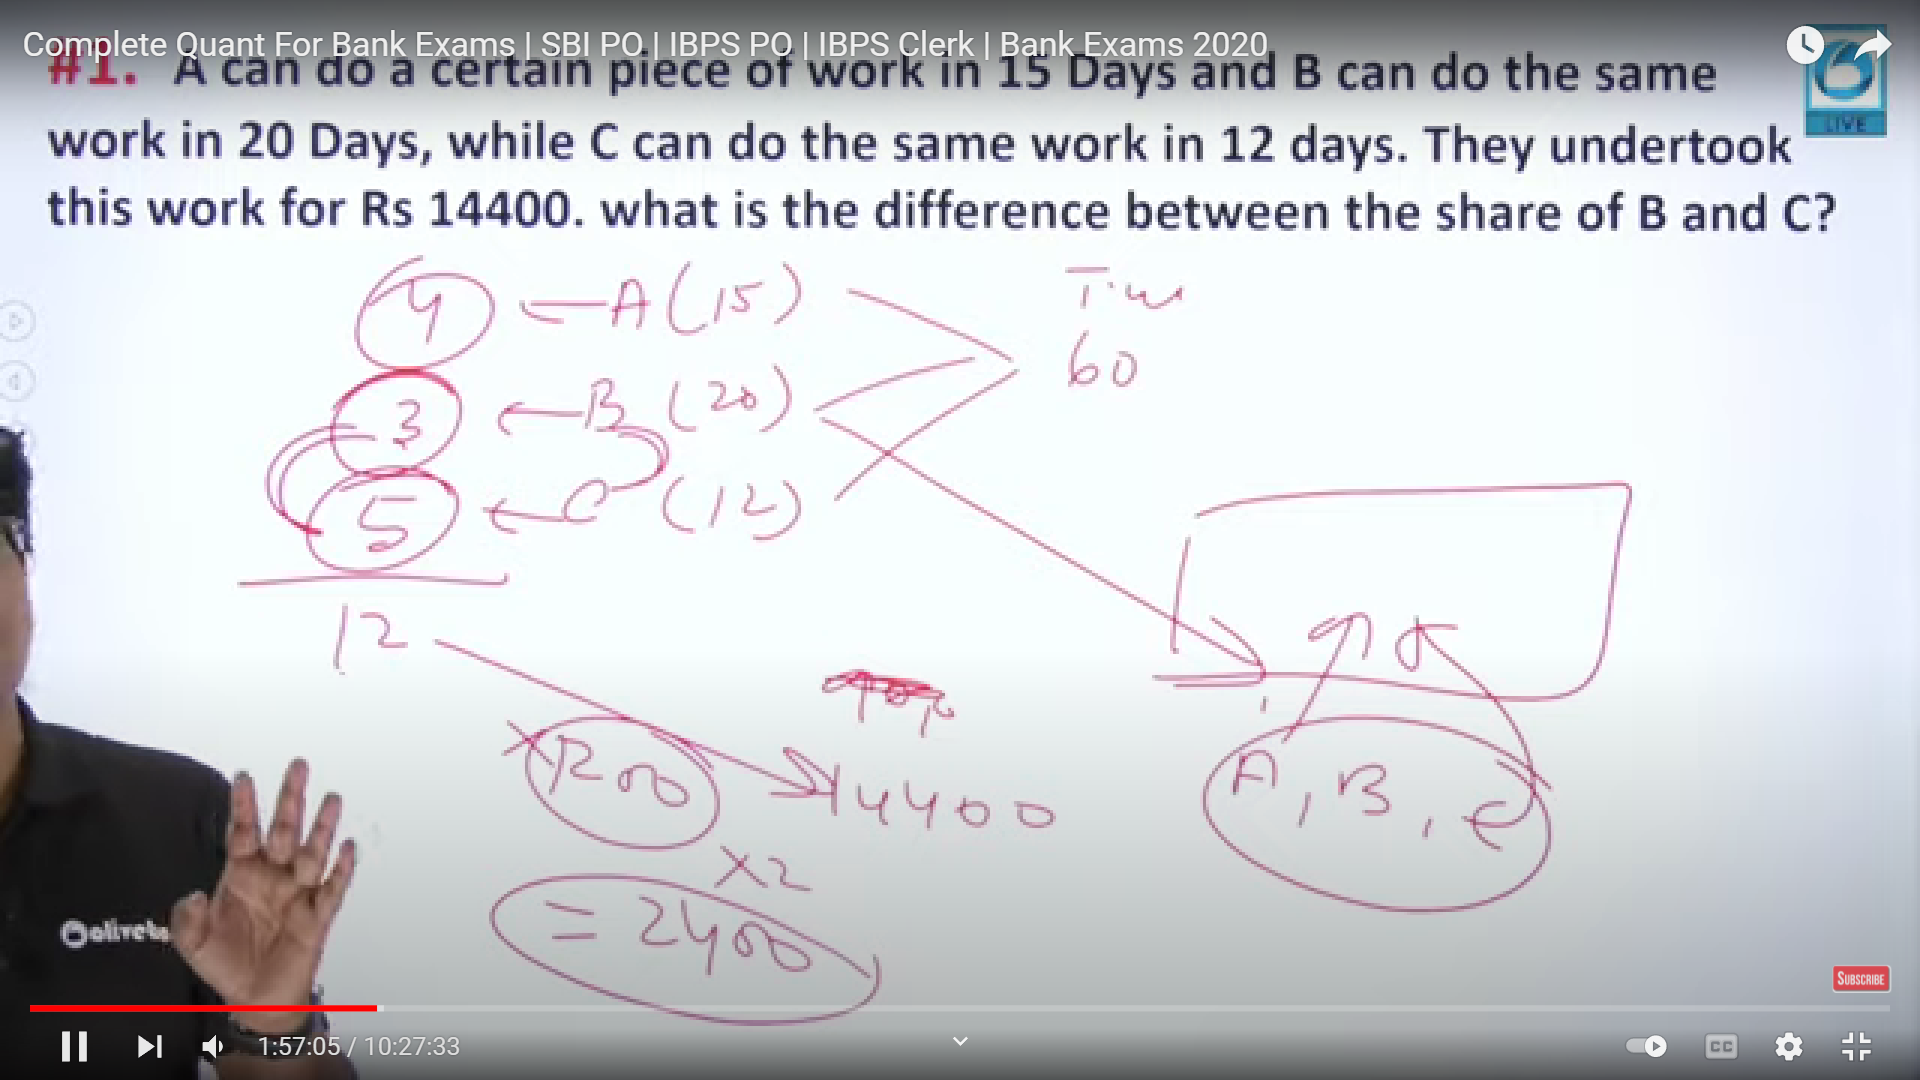 Complete Quant For Bank Exams | SBI PO | IBPS PO | IBPS Clerk | Bank Exams 2020
#1. A can do a certain piece of work in 15 Days and B can do the same
work in 20 Days, while C can do the same work in 12 days. They undertook
this work for Rs 14400. what is the difference between the share of B and C?
LIVE
4 ← A (15)
T.w
60
3 ← B (20)
5 ← C (12)
12
×1200
14400
×2
= 2400
A, B, C
SUBSCRIBE
1:57:05 / 10:27:33
CC